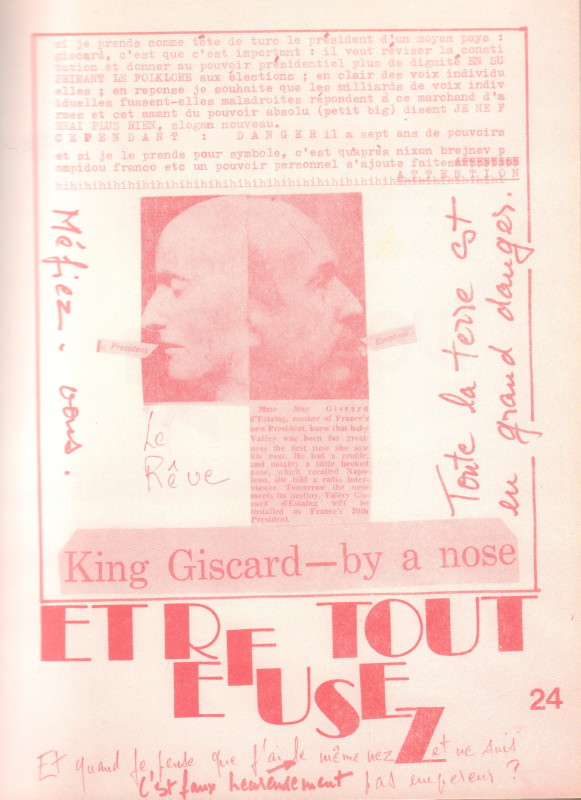 si je prends comme tête de turc le président d'un moyen pays :
giscard, c'est que c'est important : il veut réviser la consti
tution et donner au pouvoir présidentiel plus de dignité EN SU
PRIMANT LE FOLKLORE aux élections ; en clair des voix individu
elles ; en reponse je souhaite que les milliards de voix indiv
iduelles fussent-elles maladroites répondent à ce marchand d'a
rmes et cet amant du pouvoir absolu (petit big) disent JE NE F
ERAI PLUS RIEN, slogan nouveau.
CEPENDANT : DANGER il a sept ans de pouvoirs
et si je le prends pour symbole, c'est qu'après nixon brejnev p
ompidou franco etc un pouvoir personnel s'ajoute faites
ATTENTION
hihihihihihihihihihihihihihihihihihihihihihihihi
Méfiez-vous.
President
Emperor
Toute la terre est
en grand danger.
Le
Rêve
Mme May Giscard
d'Estaing, mother of France's
new President, knew that baby
Valéry was born for great-
ness the first time she saw
his nose. He had a profile,
and notably a little hooked
nose, which recalled Napo-
leon, she told a radio inter-
viewer. Tomorrow the nose
meets its destiny. Valéry Gis-
card d'Estaing will be
installed as France's 20th
President.
King Giscard—by a nose
ETRE TOUT
EFUSEZ
24
Et quand je pense que j'ai le même nez et ne suis
c'est faux heureusement pas empereur ?